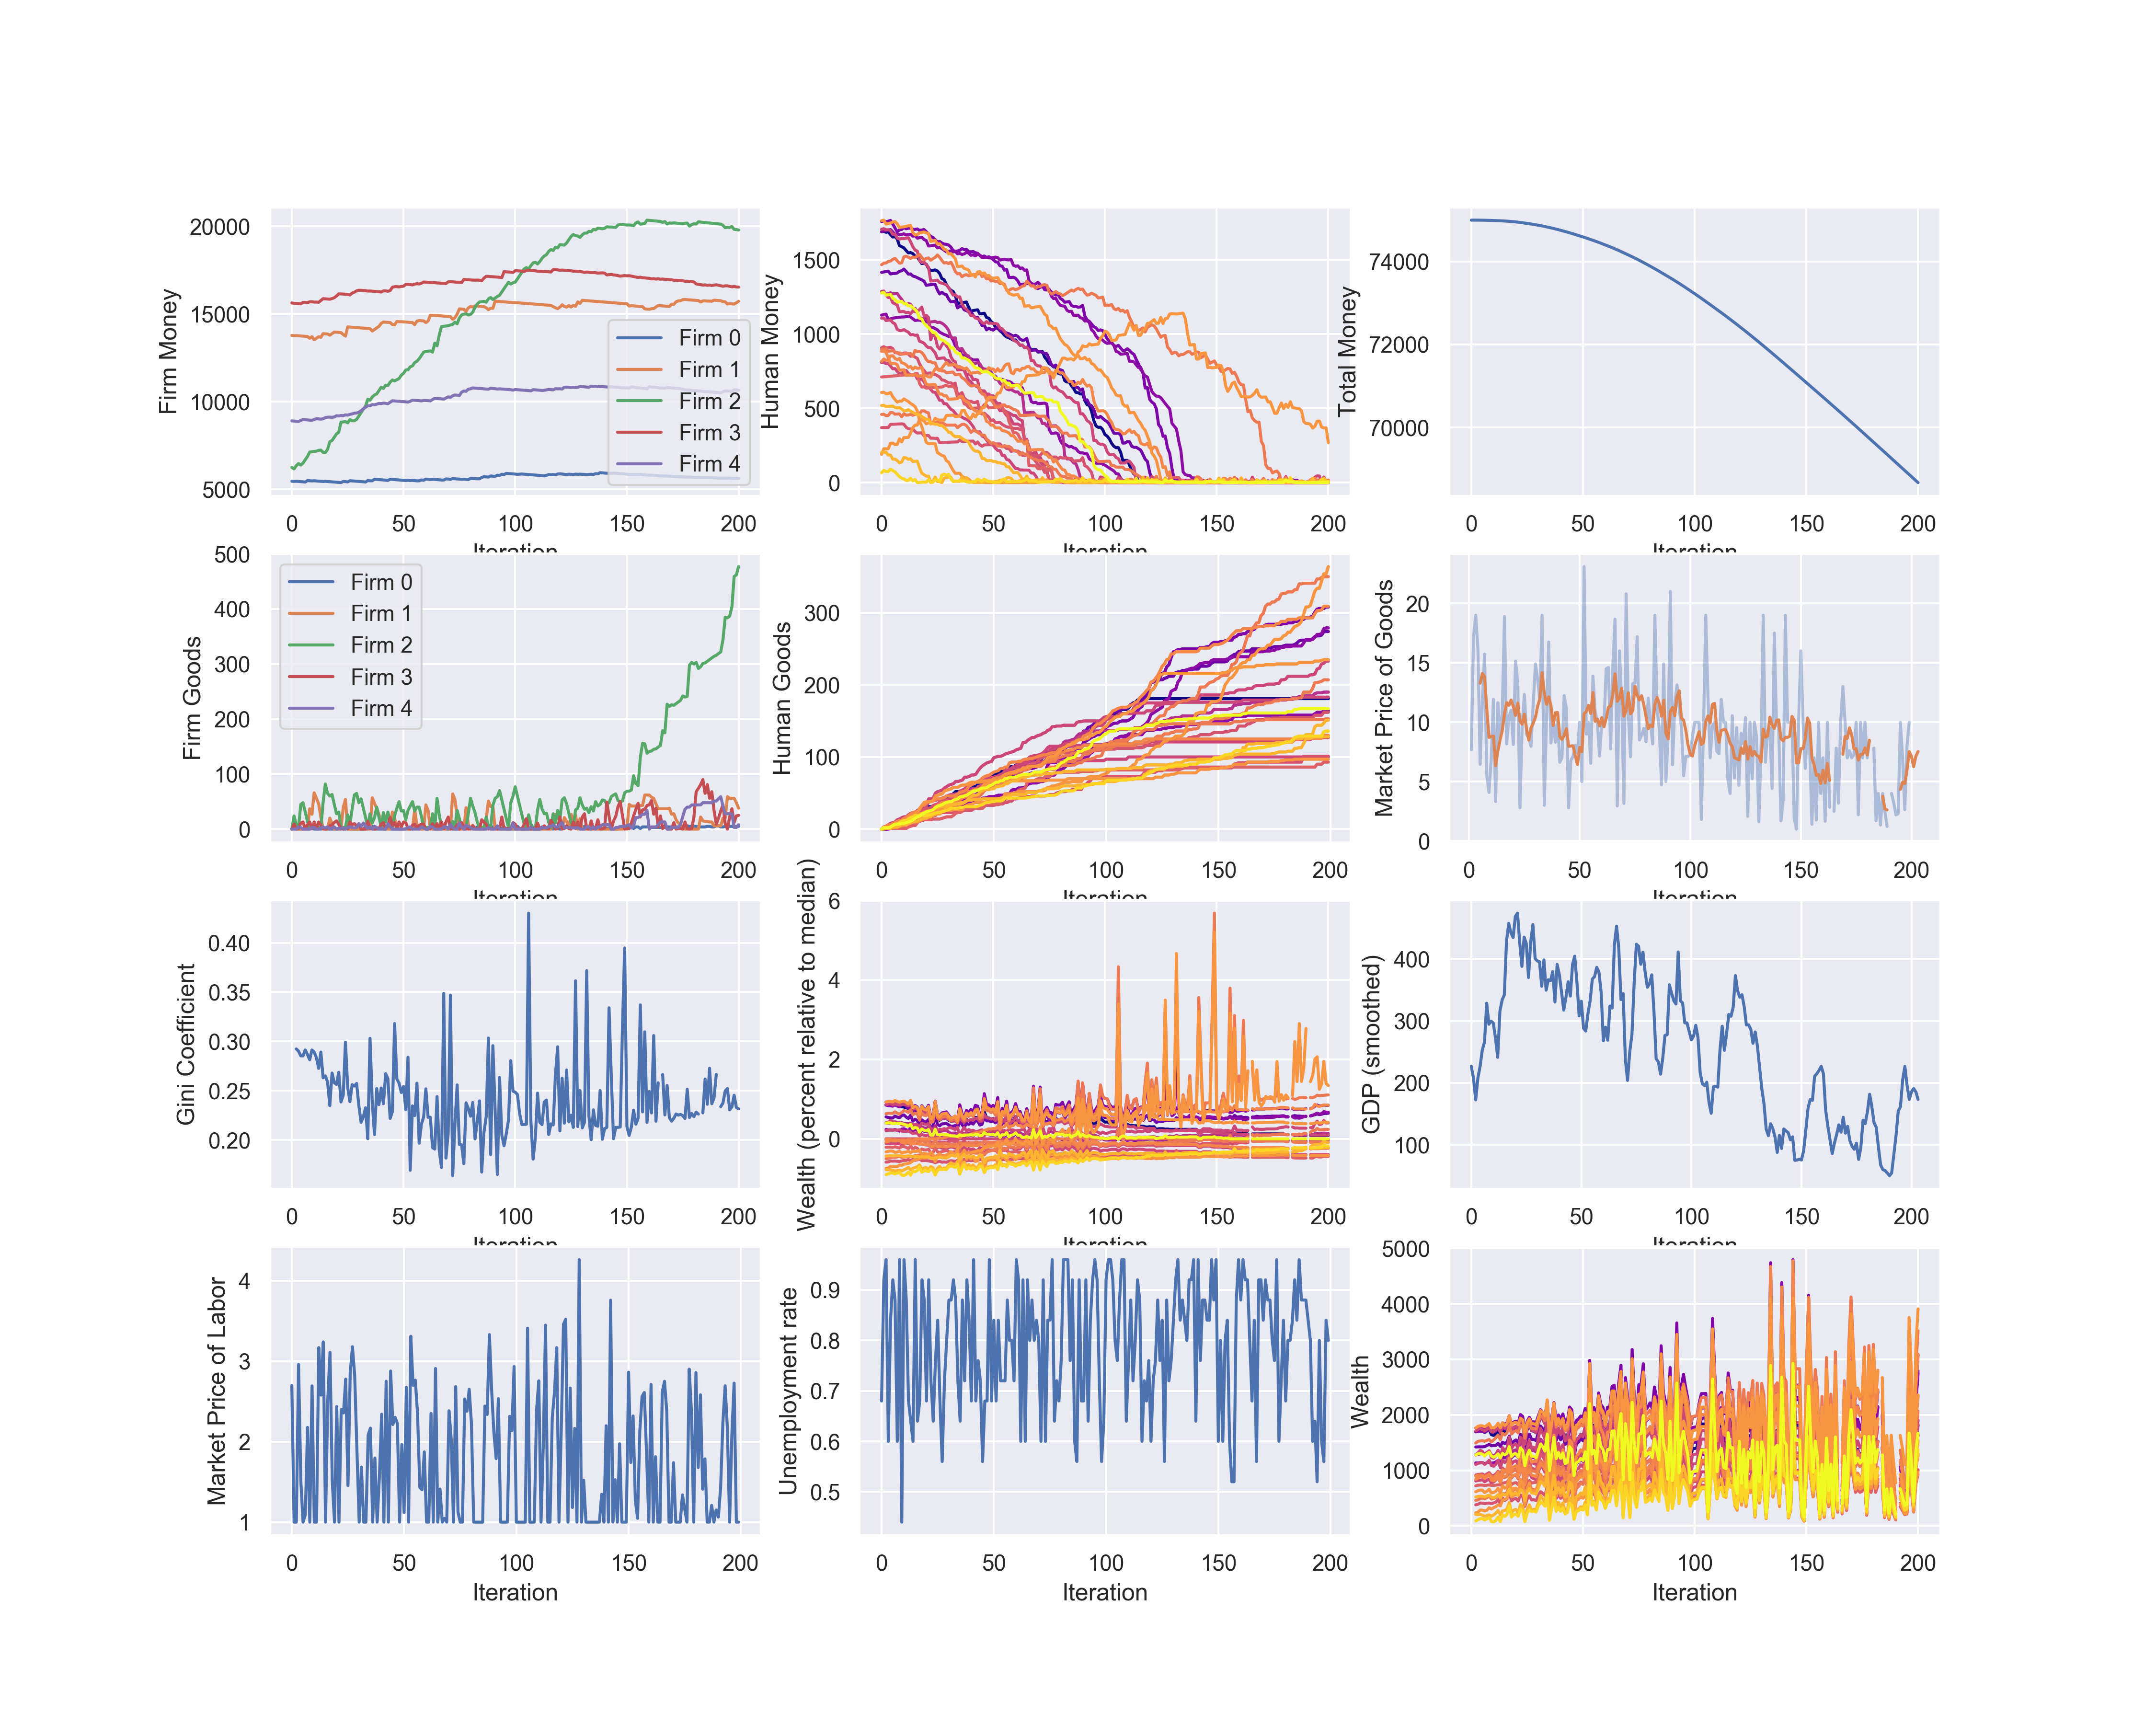 Firm Money
20000
15000
10000
5000
0 50 100 150 200
Iteration
Firm 0
Firm 1
Firm 2
Firm 3
Firm 4
Human Money
1500
1000
500
0
0 50 100 150 200
Iteration
Total Money
74000
72000
70000
0 50 100 150 200
Iteration
Firm Goods
500
400
300
200
100
0
0 50 100 150 200
Iteration
Firm 0
Firm 1
Firm 2
Firm 3
Firm 4
Human Goods
300
200
100
0
0 50 100 150 200
Iteration
Market Price of Goods
20
15
10
5
0
0 50 100 150 200
Iteration
Gini Coefficient
0.40
0.35
0.30
0.25
0.20
0 50 100 150 200
Iteration
Wealth (percent relative to median)
6
4
2
0
0 50 100 150 200
Iteration
GDP (smoothed)
400
300
200
100
0 50 100 150 200
Iteration
Market Price of Labor
4
3
2
1
0 50 100 150 200
Iteration
Unemployment rate
0.9
0.8
0.7
0.6
0.5
0 50 100 150 200
Iteration
Wealth
5000
4000
3000
2000
1000
0
0 50 100 150 200
Iteration